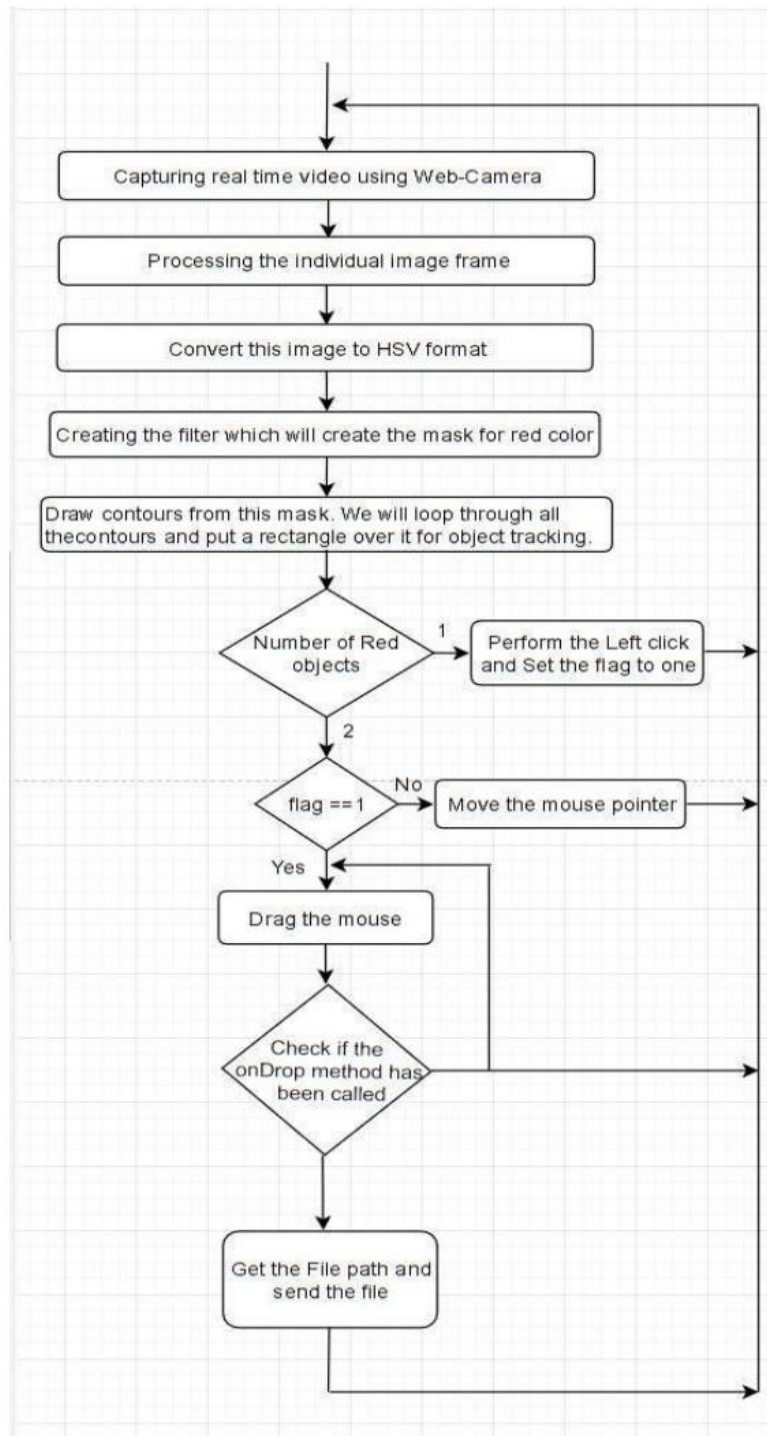 Capturing real time video using Web-Camera
Processing the individual image frame
Convert this image to HSV format
Creating the filter which will create the mask for red color
Draw contours from this mask. We will loop through all
thecontours and put a rectangle over it for object tracking.
Number of Red
objects
1
Perform the Left click
and Set the flag to one
2
flag ==1
No
Move the mouse pointer
Yes
Drag the mouse
Check if the
onDrop method has
been called
Get the File path and
send the file